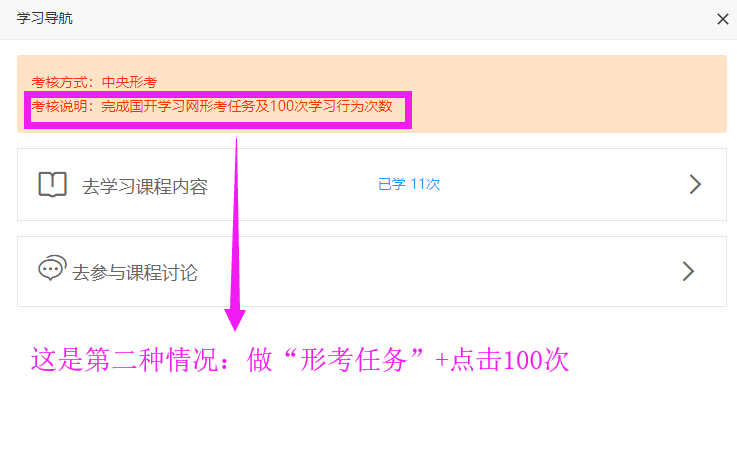 学习导航
考核方式：中央形考
考核说明：完成国开学习网形考任务及100次学习行为次数
去学习课程内容
已学 11次
去参与课程讨论
这是第二种情况：做“形考任务”+点击100次